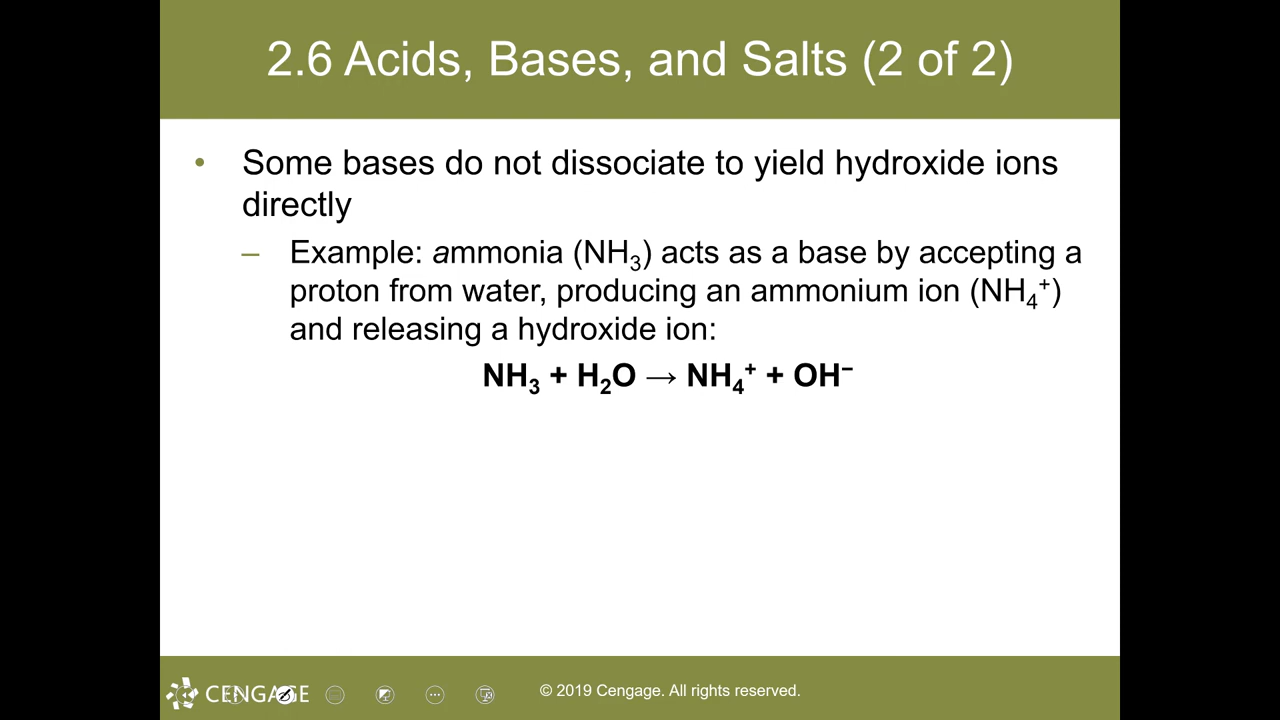 2.6 Acids, Bases, and Salts (2 of 2)
• Some bases do not dissociate to yield hydroxide ions
directly
– Example: ammonia (NH₃) acts as a base by accepting a
proton from water, producing an ammonium ion (NH₄⁺)
and releasing a hydroxide ion:
NH₃ + H₂O → NH₄⁺ + OH⁻
CENGAGE
© 2019 Cengage. All rights reserved.